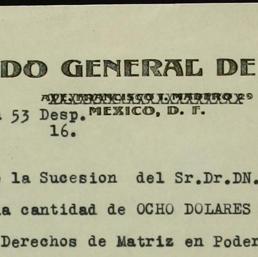 DO GENERAL DE
AVE. FRANCISCO I. MADERO 29
53 Desp. MEXICO, D. F.
16.
la Sucesion del Sr.Dr.DN.
a cantidad de OCHO DOLARES
Derechos de Matriz en Poder